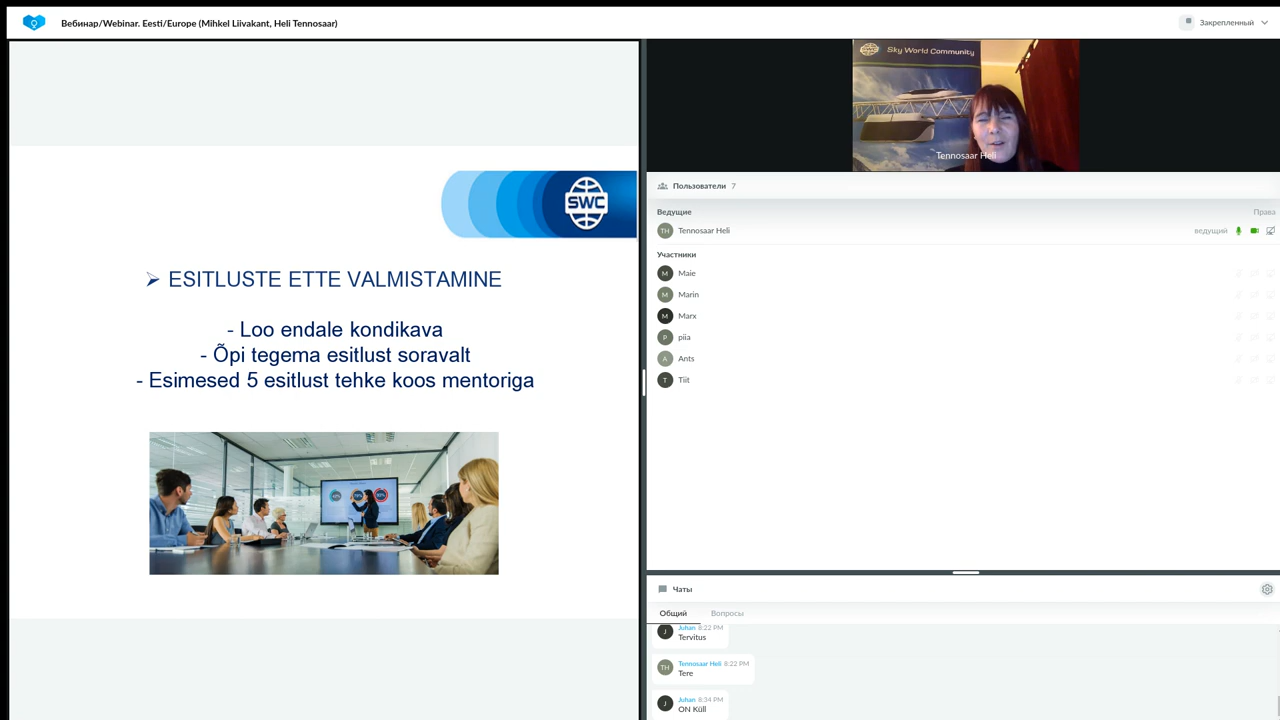 Вебинар/Webinar. Eesti/Europe (Mihkel Liivakant, Heli Tennosaar)
Закрепленный
SWC
ESITLUSTE ETTE VALMISTAMINE
- Loo endale kondikava
- Õpi tegema esitlust soravalt
- Esimesed 5 esitlust tehke koos mentoriga
Sky World Community
Tennosaar Heli
Пользователи 7
Ведущие
Права
TH Tennosaar Heli
ведущий
Участники
M Maie
M Marin
M Marx
P piia
A Ants
T Tiit
Чаты
Общий Вопросы
J Juhan 8:22 PM
Tervitus
TH Tennosaar Heli 8:22 PM
Tere
J Juhan 8:34 PM
ON Küll